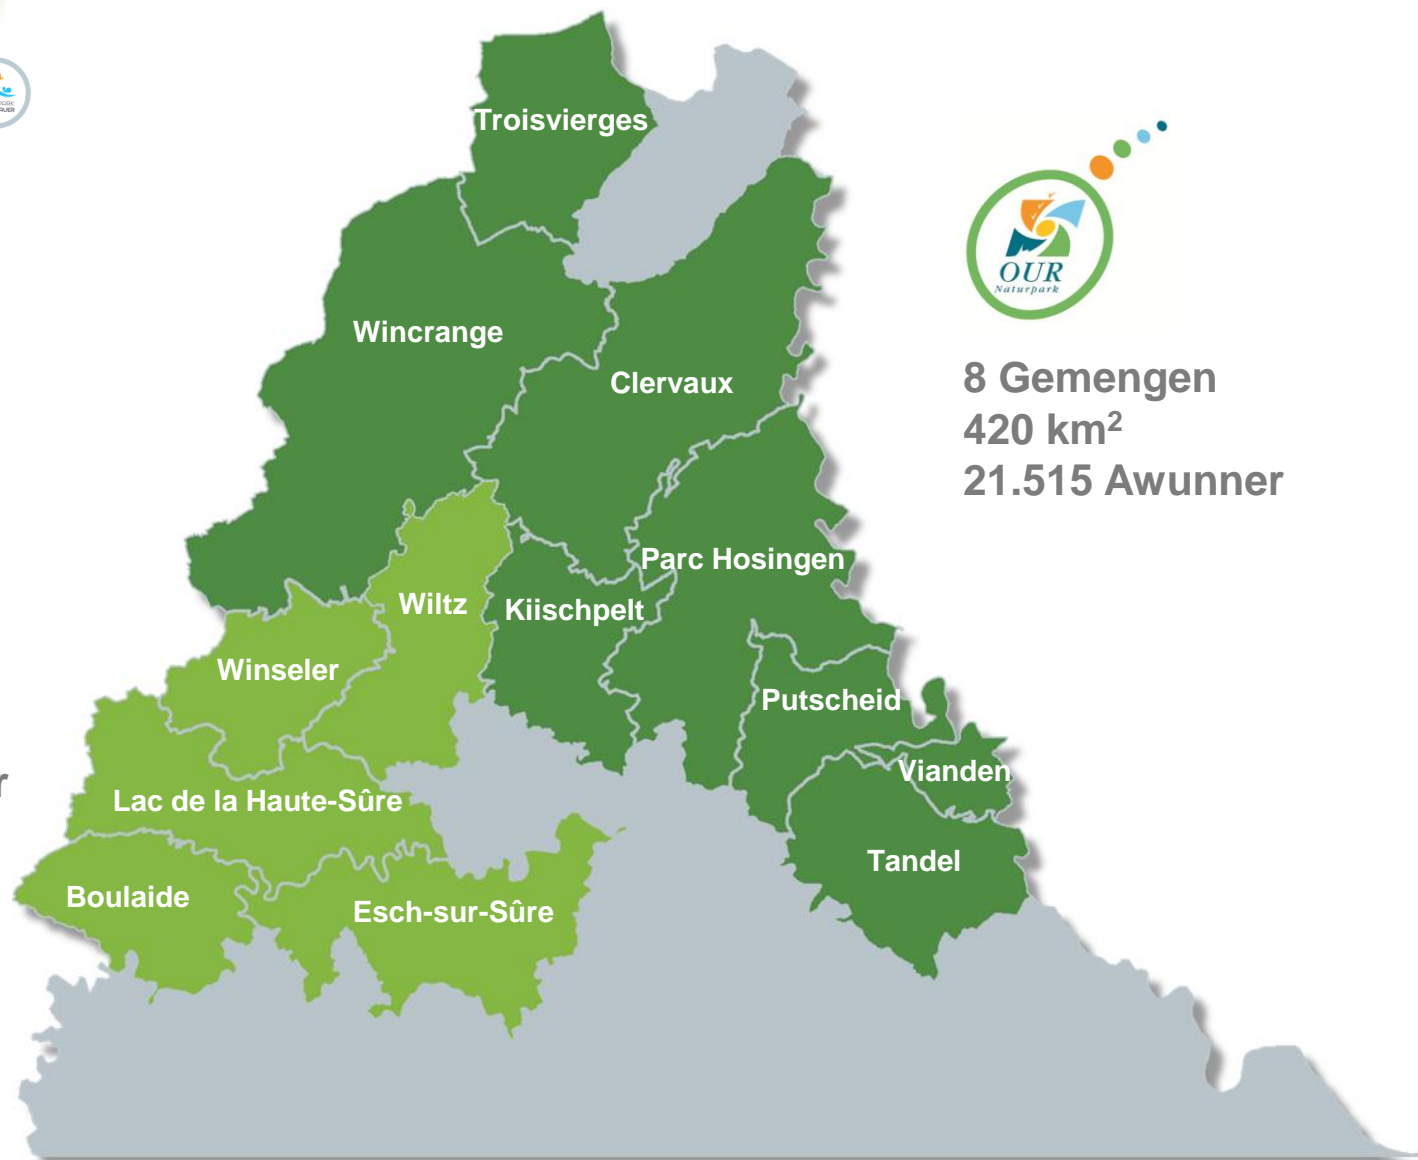 Troisvierges
Wincrange
Clervaux
OUR
Naturpark
8 Gemengen
420 km²
21.515 Awunner
Parc Hosingen
Wiltz
Kiischpelt
Winseler
Putscheid
Vianden
Lac de la Haute-Sûre
Tandel
Boulaide
Esch-sur-Sûre